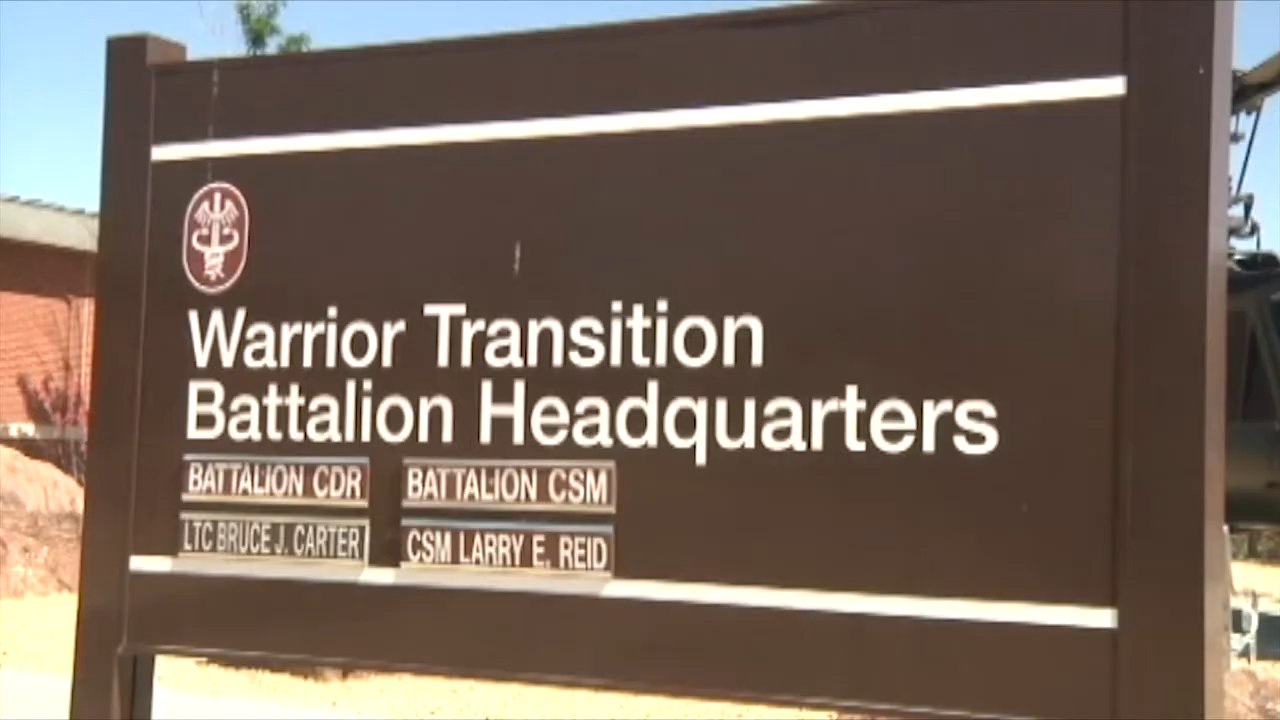 Warrior Transition
Battalion Headquarters
BATTALION CDR
LTC BRUCE J. CARTER
BATTALION CSM
CSM LARRY E. REID